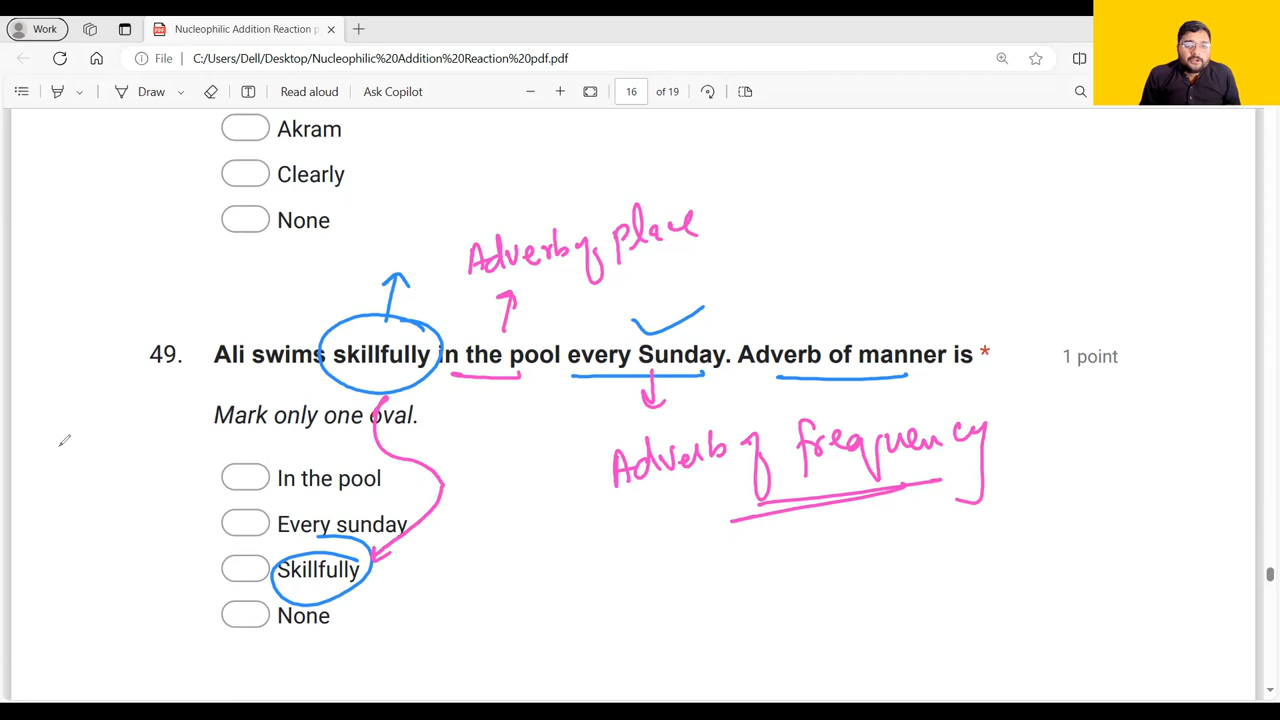 Work
Nucleophilic Addition Reaction p
File
C:/Users/Dell/Desktop/Nucleophilic%20Addition%20Reaction%20pdf.pdf
Draw
Read aloud
Ask Copilot
16 of 19
Akram
Clearly
None
Adverb of place
49. Ali swims skillfully in the pool every Sunday. Adverb of manner is * 1 point
Mark only one oval.
Adverb of frequency
In the pool
Every sunday
Skillfully
None